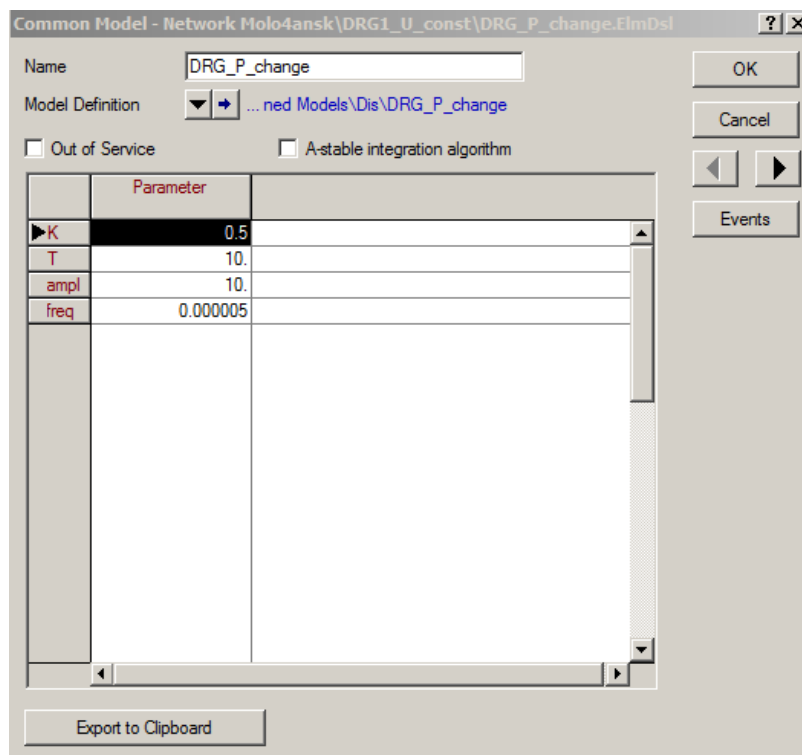 Common Model - Network Molo4ansk\DRG1_U_const\DRG_P_change.ElmDsl
Name DRG_P_change OK
Model Definition ... ned Models\Dis\DRG_P_change Cancel
Out of Service A-stable integration algorithm
Parameter
Events
K 0.5
T 10.
ampl 10.
freq 0.000005
Export to Clipboard